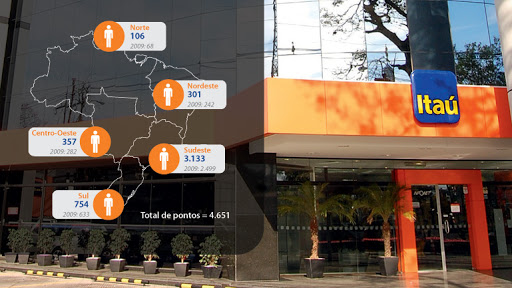 Norte
106
2009: 68
Nordeste
301
2009: 242
Centro-Oeste
357
2009: 282
Sudeste
3.133
2009: 2.499
Sul
754
2009: 633
Total de pontos = 4.651
Itaú